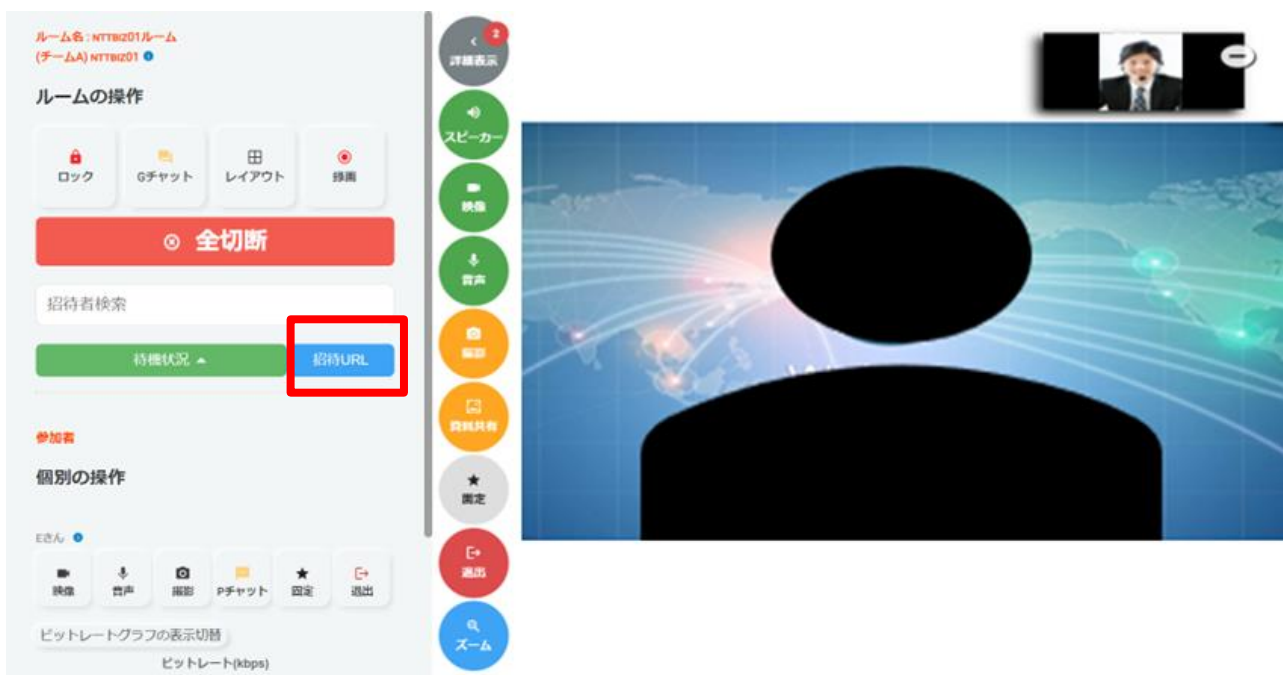 ルーム名 : NTTBIZ01ルーム
(チームA) NTTBIZ01
ルームの操作
ロック
Gチャット
レイアウト
録画
全切断
招待者検索
待機状況
招待URL
参加者
個別の操作
Eさん
映像
音声
撮影
Pチャット
固定
退出
ビットレートグラフの表示切替
ビットレート(kbps)
2
詳細表示
スピーカー
映像
音声
撮影
資料共有
固定
退出
ズーム